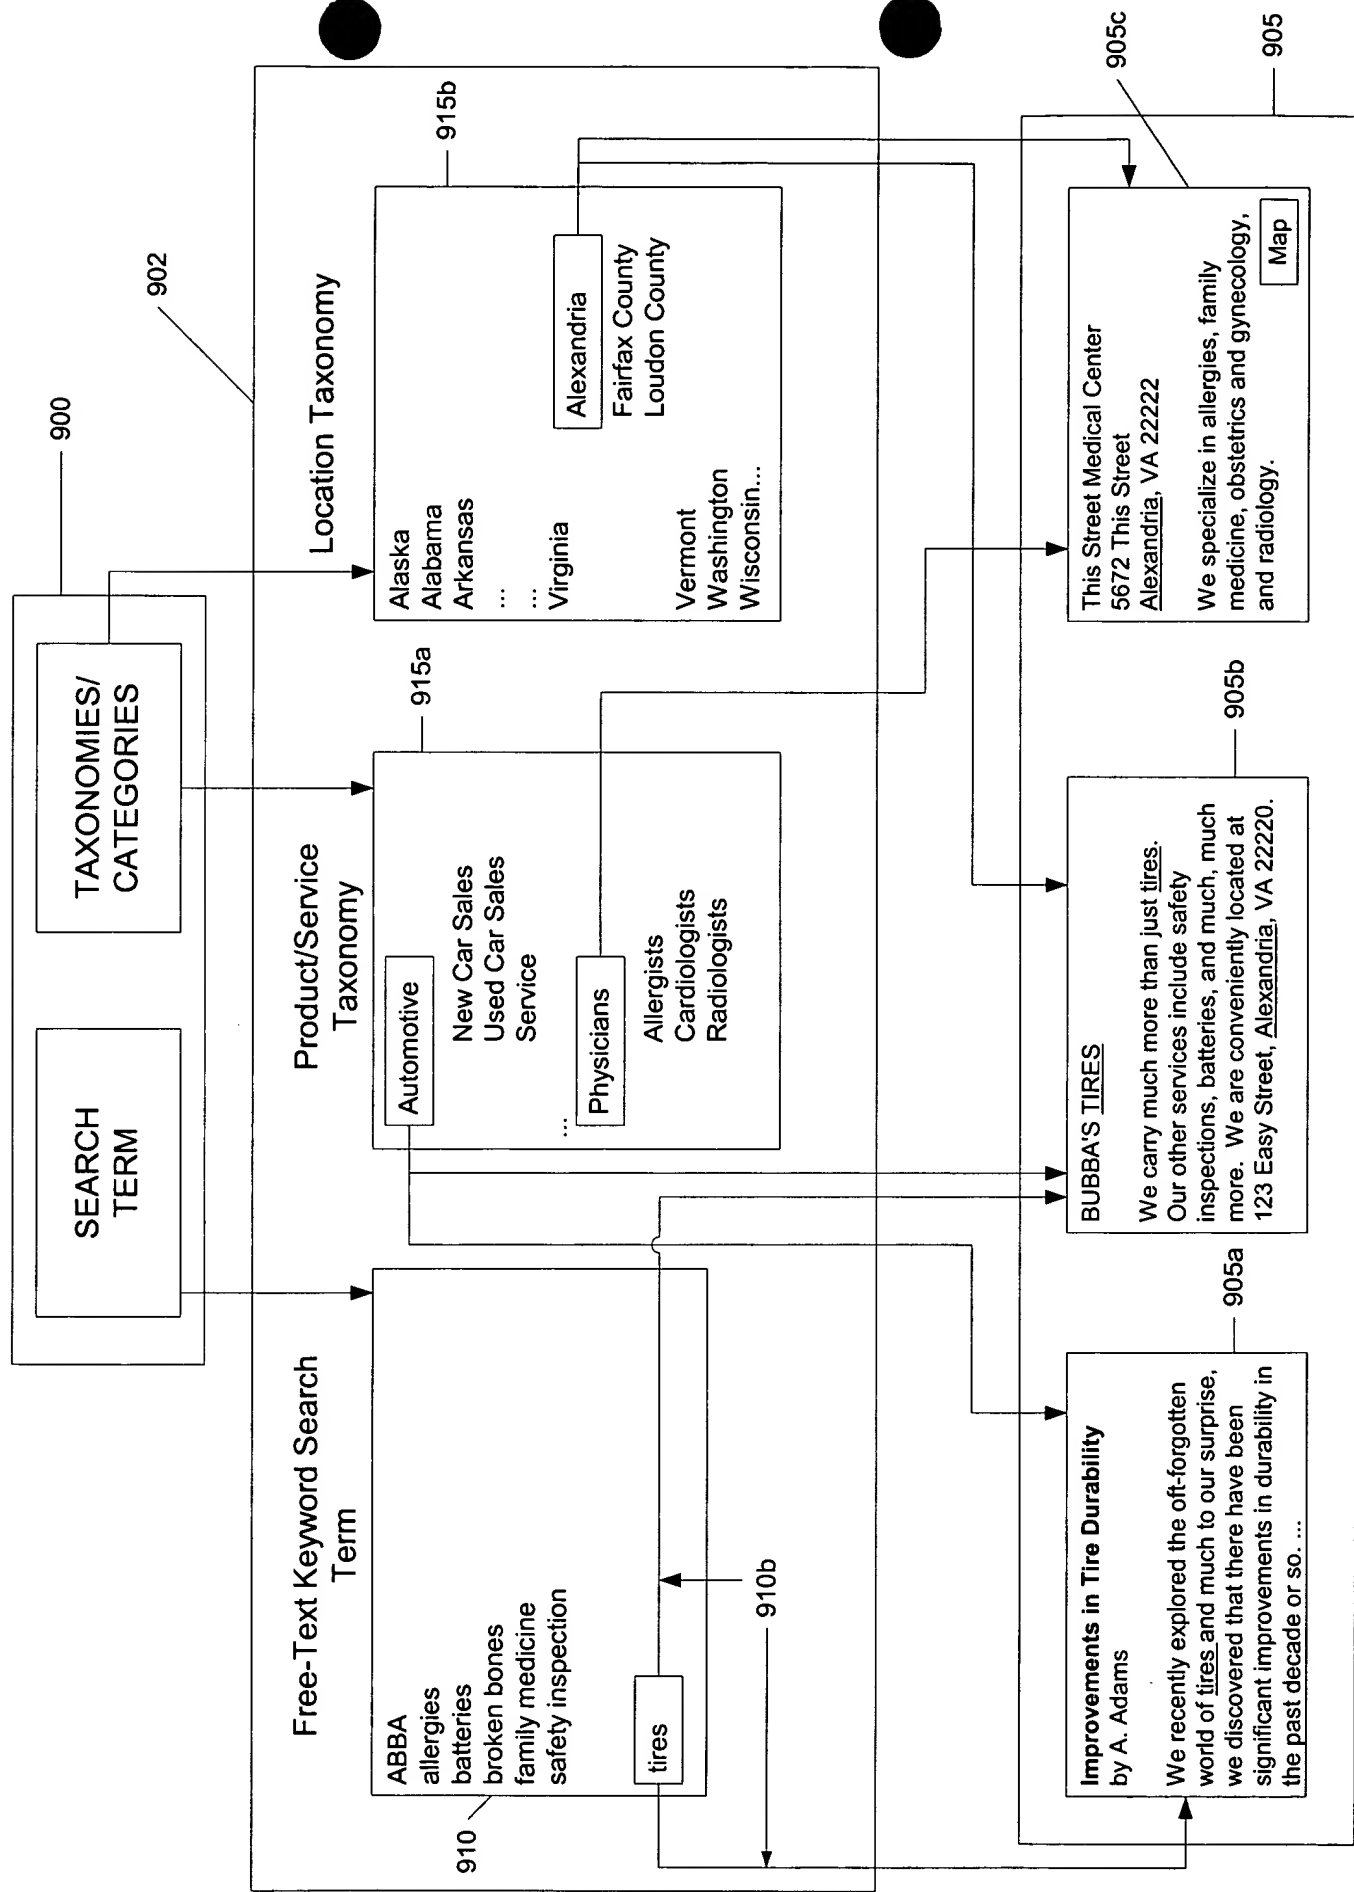 900
SEARCH
TERM
TAXONOMIES/
CATEGORIES
902
Free-Text Keyword Search
Term
ABBA
allergies
batteries
broken bones
family medicine
safety inspection
tires
910
910b
Product/Service
Taxonomy
915a
Automotive
New Car Sales
Used Car Sales
Service
...
Physicians
Allergists
Cardiologists
Radiologists
Location Taxonomy
915b
Alaska
Alabama
Arkansas
...
...
Virginia
Alexandria
Fairfax County
Loudon County
Vermont
Washington
Wisconsin...
905a
Improvements in Tire Durability
by A. Adams
We recently explored the oft-forgotten
world of tires and much to our surprise,
we discovered that there have been
significant improvements in durability in
the past decade or so. ...
905b
BUBBA'S TIRES
We carry much more than just tires.
Our other services include safety
inspections, batteries, and much, much
more. We are conveniently located at
123 Easy Street, Alexandria, VA 22220.
905c
This Street Medical Center
5672 This Street
Alexandria, VA 22222
We specialize in allergies, family
medicine, obstetrics and gynecology,
and radiology.
Map
905